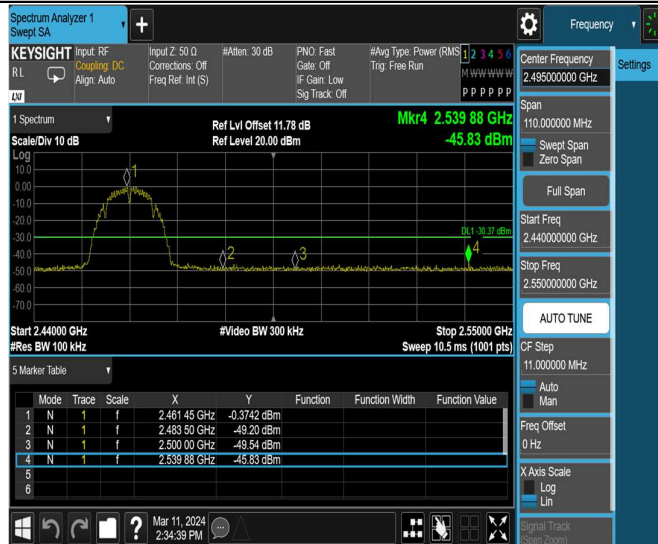 Spectrum Analyzer 1
Swept SA
Frequency
KEYSIGHT
RL
LXI
Input: RF
Coupling: DC
Align: Auto
Input Z: 50 Ω
Corrections: Off
Freq Ref: Int (S)
#Atten: 30 dB
PNO: Fast
Gate: Off
IF Gain: Low
Sig Track: Off
#Avg Type: Power (RMS
Trig: Free Run
1 2 3 4 5 6
M W W W W W
P P P P P P
1 Spectrum
Scale/Div 10 dB
Ref Lvl Offset 11.78 dB
Ref Level 20.00 dBm
Mkr4 2.539 88 GHz
-45.83 dBm
Log
10.0
0.00
-10.0
-20.0
-30.0
-40.0
-50.0
-60.0
-70.0
1
2
3
4
DL1 -30.37 dBm
Start 2.44000 GHz
#Res BW 100 kHz
#Video BW 300 kHz
Stop 2.55000 GHz
Sweep 10.5 ms (1001 pts)
5 Marker Table
Mode Trace Scale X Y Function Function Width Function Value
1 N 1 f 2.461 45 GHz -0.3742 dBm
2 N 1 f 2.483 50 GHz -49.20 dBm
3 N 1 f 2.500 00 GHz -49.54 dBm
4 N 1 f 2.539 88 GHz -45.83 dBm
5
6
Mar 11, 2024
2:34:39 PM
Center Frequency
2.495000000 GHz
Settings
Span
110.000000 MHz
Swept Span
Zero Span
Full Span
Start Freq
2.440000000 GHz
Stop Freq
2.550000000 GHz
AUTO TUNE
CF Step
11.000000 MHz
Auto
Man
Freq Offset
0 Hz
X Axis Scale
Log
Lin
Signal Track
(Span Zoom)